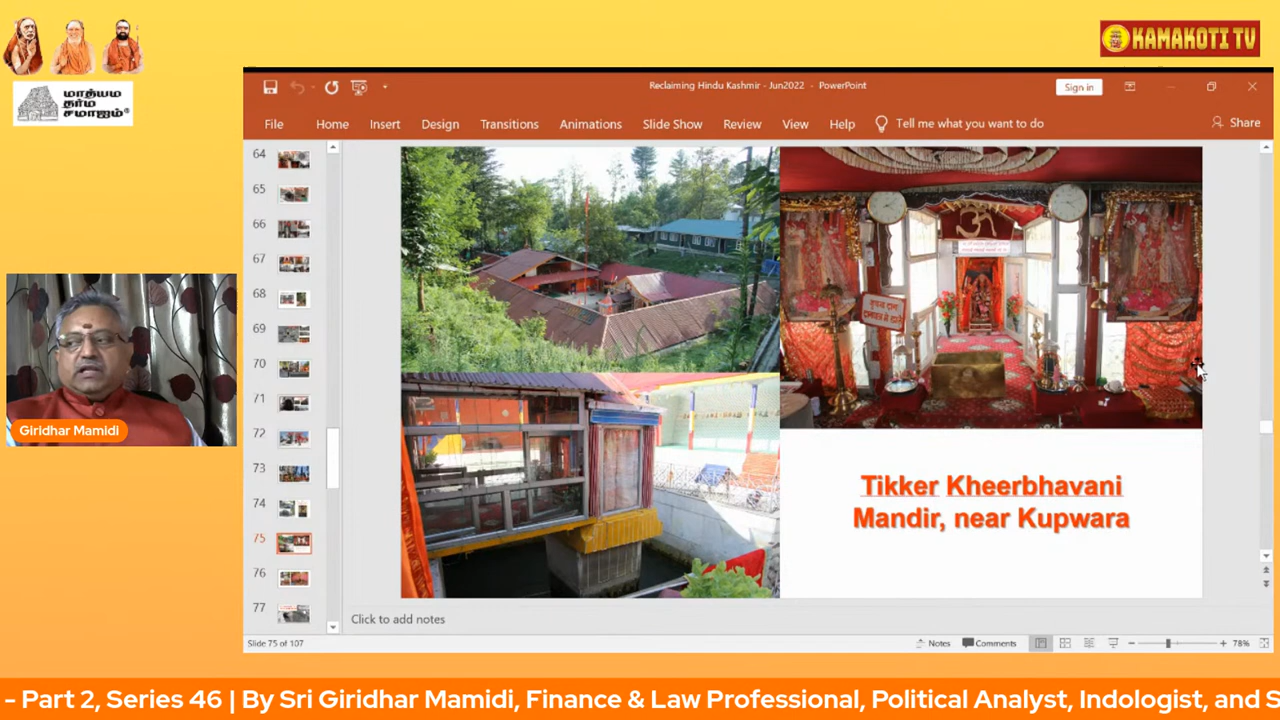 KAMAKOTI TV
மாத்யம
தர்ம
சமாஜம்®
Reclaiming Hindu Kashmir - Jun2022 - PowerPoint
Sign in
File Home Insert Design Transitions Animations Slide Show Review View Help Tell me what you want to do Share
64
65
66
67
68
69
70
71
72
73
74
75
76
77
ॐ
Tikker Kheerbhavani
Mandir, near Kupwara
Giridhar Mamidi
Click to add notes
Slide 75 of 107 Notes Comments 78%
- Part 2, Series 46 | By Sri Giridhar Mamidi, Finance & Law Professional, Political Analyst, Indologist, and S